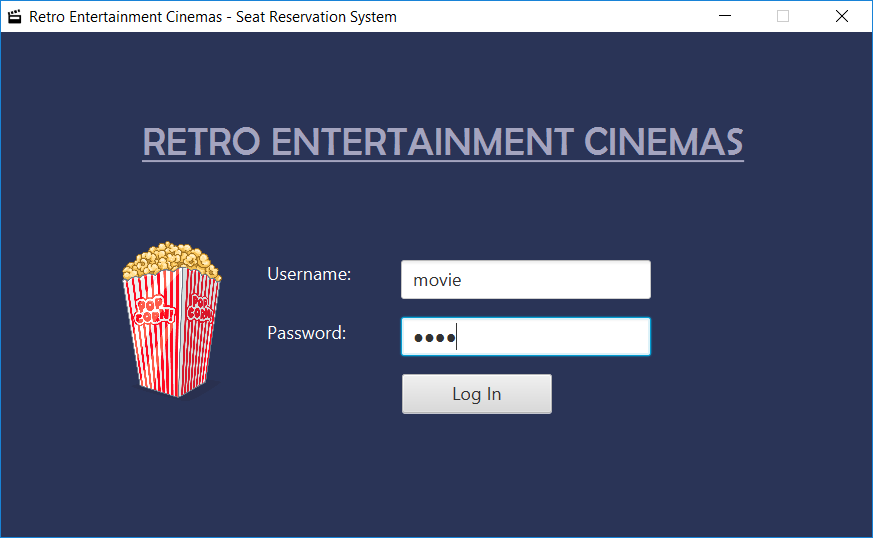 Retro Entertainment Cinemas - Seat Reservation System
RETRO ENTERTAINMENT CINEMAS
Username:
movie
POP
CORN!
POP
CORN!
Password:
●●●●
Log In